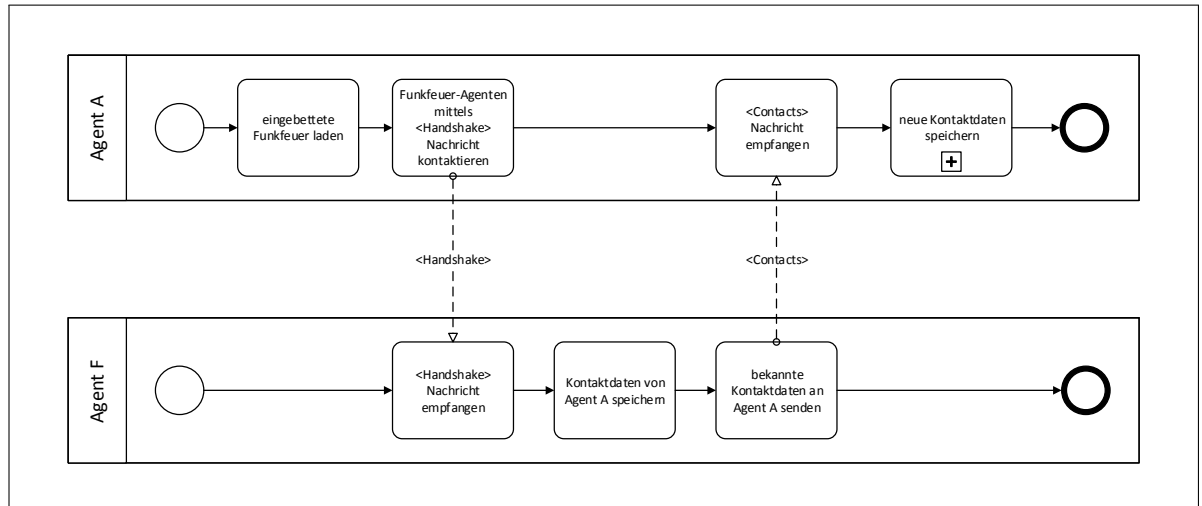 Agent A
eingebettete
Funkfeuer laden
Funkfeuer-Agenten
mittels
<Handshake>
Nachricht
kontaktieren
<Contacts>
Nachricht
empfangen
neue Kontaktdaten
speichern
<Handshake>
<Contacts>
Agent F
<Handshake>
Nachricht
empfangen
Kontaktdaten von
Agent A speichern
bekannte
Kontaktdaten an
Agent A senden